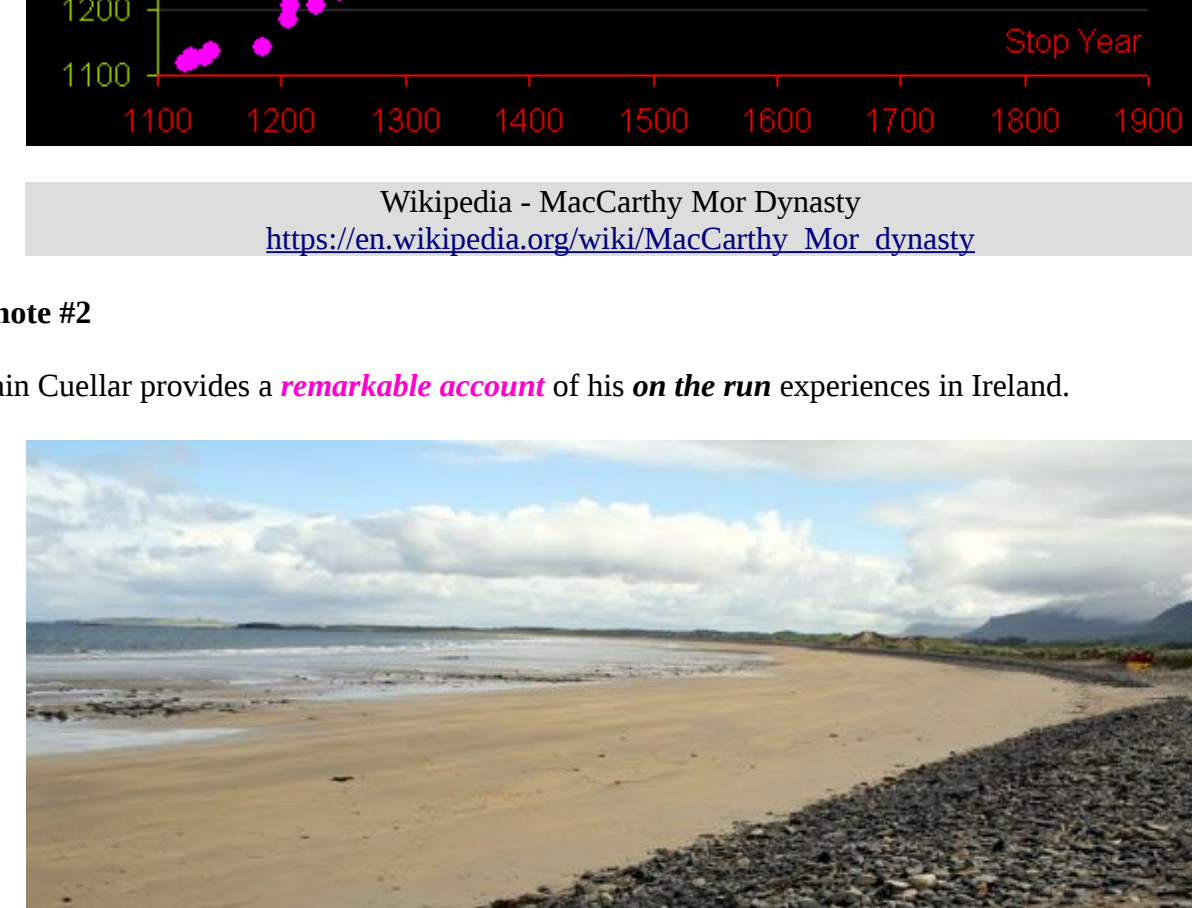 1200
Stop Year
1100
1100 1200 1300 1400 1500 1600 1700 1800 1900
Wikipedia - MacCarthy Mor Dynasty
https://en.wikipedia.org/wiki/MacCarthy_Mor_dynasty
note #2
ain Cuellar provides a remarkable account of his on the run experiences in Ireland.